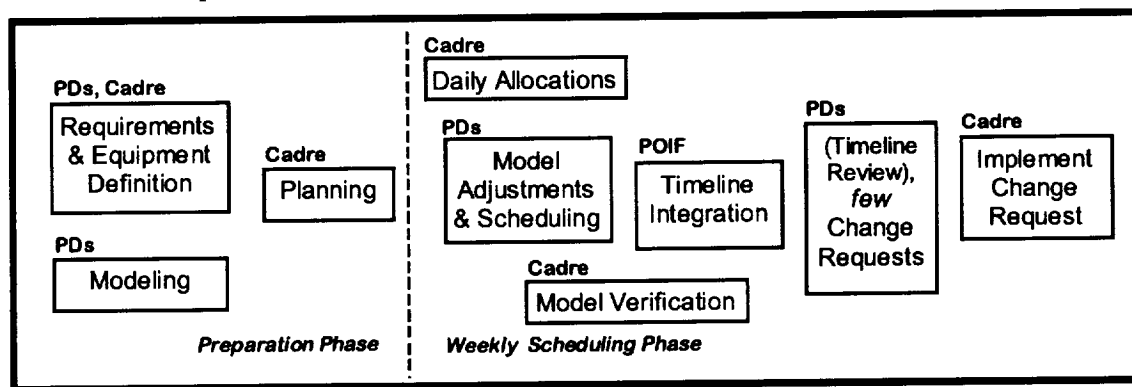 PDs, Cadre
Requirements
& Equipment
Definition
Cadre
Planning
PDs
Modeling
Preparation Phase
Cadre
Daily Allocations
PDs
Model
Adjustments
& Scheduling
POIF
Timeline
Integration
Cadre
Model Verification
PDs
(Timeline
Review),
few
Change
Requests
Cadre
Implement
Change
Request
Weekly Scheduling Phase